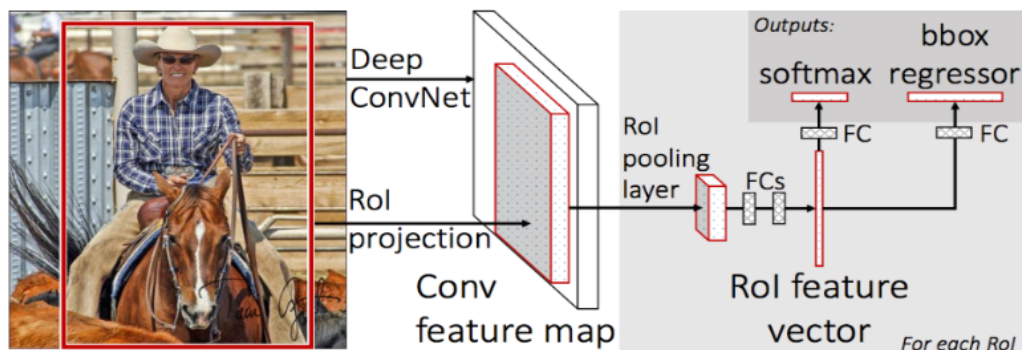 Deep
ConvNet
RoI
projection
Conv
feature map
RoI
pooling
layer
FCs
RoI feature
vector
For each RoI
Outputs:
softmax
bbox
regressor
FC
FC